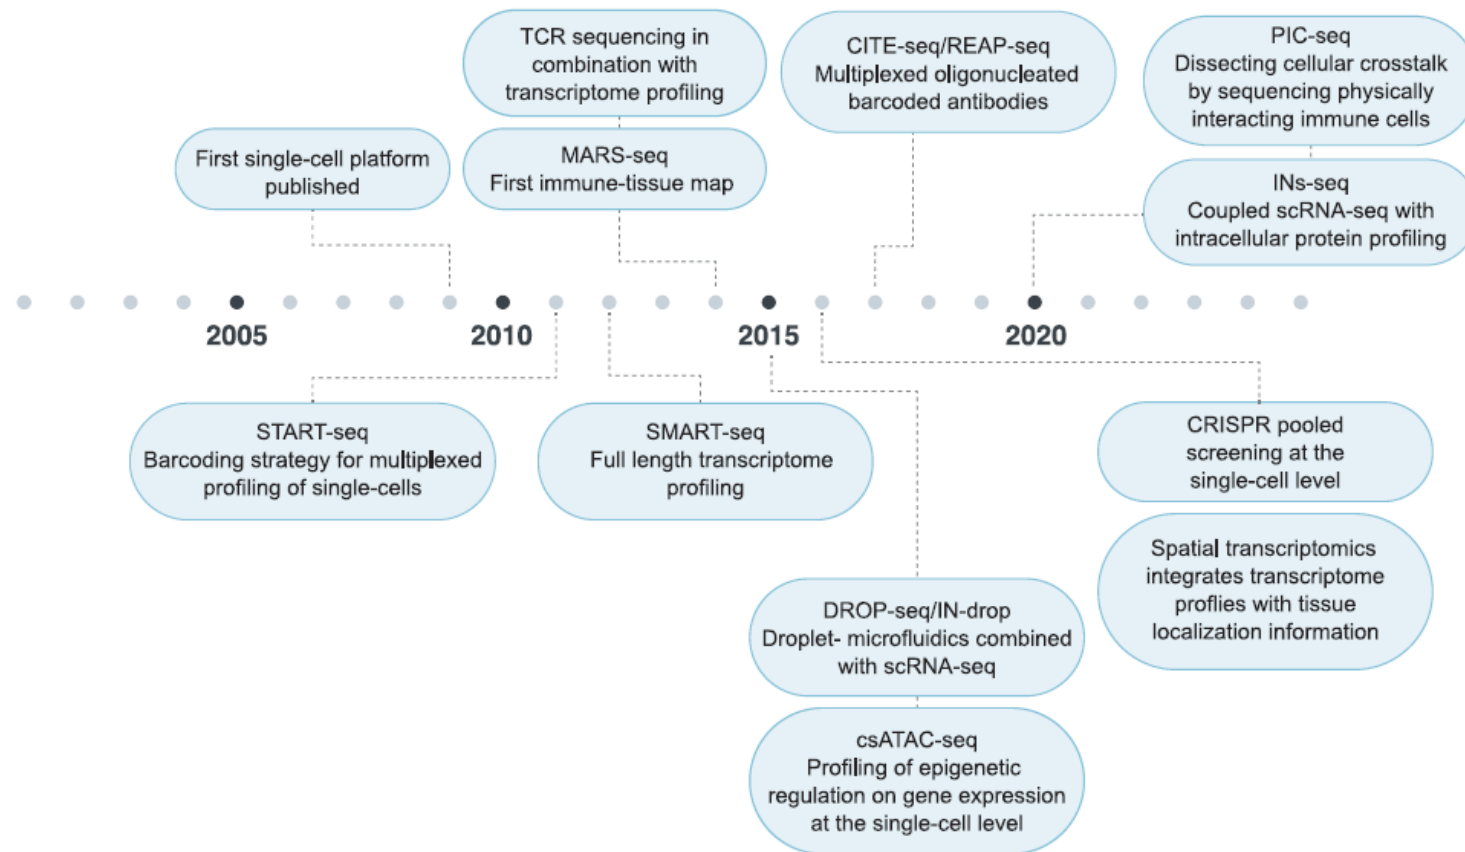 TCR sequencing in
combination with
transcriptome profiling
CITE-seq/REAP-seq
Multiplexed oligonucleated
barcoded antibodies
PIC-seq
Dissecting cellular crosstalk
by sequencing physically
interacting immune cells
First single-cell platform
published
MARS-seq
First immune-tissue map
INs-seq
Coupled scRNA-seq with
intracellular protein profiling
2005
2010
2015
2020
START-seq
Barcoding strategy for multiplexed
profiling of single-cells
SMART-seq
Full length transcriptome
profiling
CRISPR pooled
screening at the
single-cell level
Spatial transcriptomics
integrates transcriptome
proflies with tissue
localization information
DROP-seq/IN-drop
Droplet- microfluidics combined
with scRNA-seq
csATAC-seq
Profiling of epigenetic
regulation on gene expression
at the single-cell level